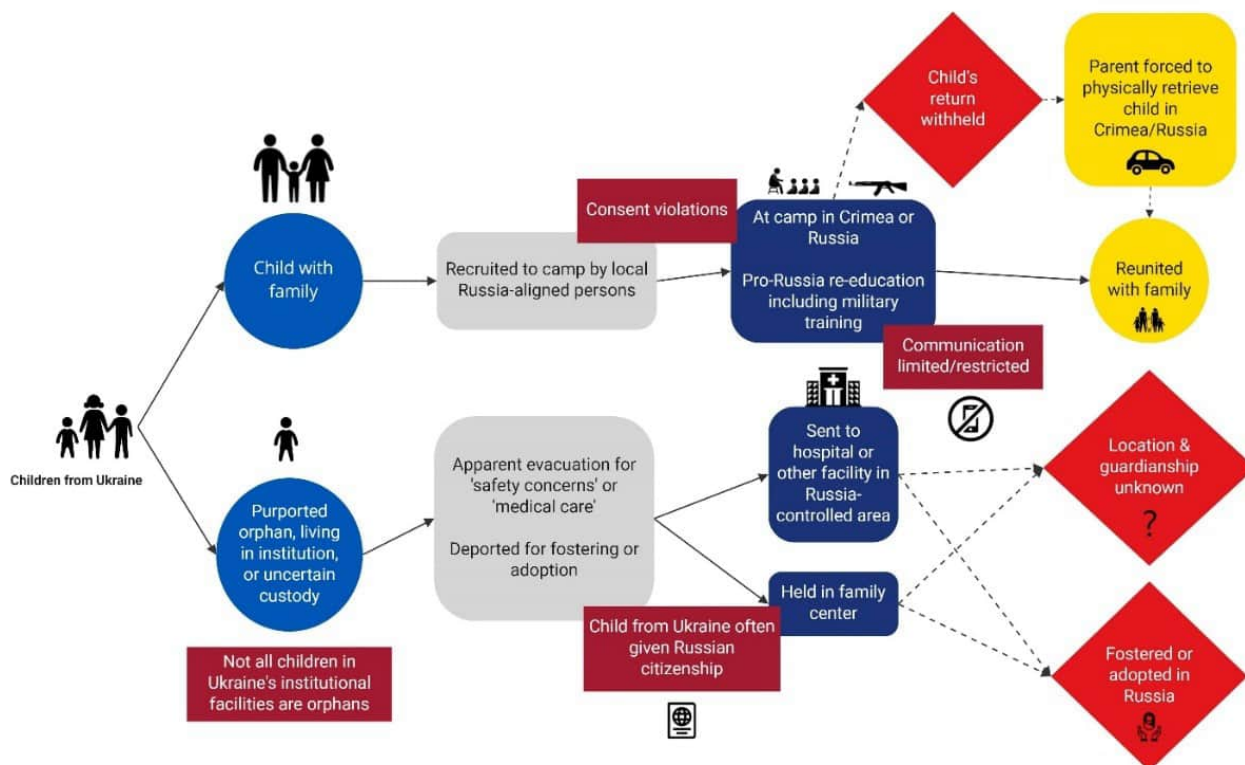 Child's
return
withheld
Parent forced to
physically retrieve
child in
Crimea/Russia
Consent violations
At camp in Crimea or
Russia
Pro-Russia re-education
including military
training
Child with
family
Recruited to camp by local
Russia-aligned persons
Reunited
with family
Communication
limited/restricted
Children from Ukraine
Purported
orphan, living
in institution,
or uncertain
custody
Apparent evacuation for
'safety concerns' or
'medical care'
Deported for fostering or
adoption
Sent to
hospital or
other facility in
Russia-
controlled area
Location &
guardianship
unknown
?
Held in family
center
Not all children in
Ukraine's institutional
facilities are orphans
Child from Ukraine often
given Russian
citizenship
Fostered or
adopted in
Russia